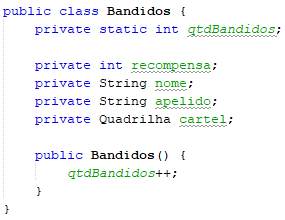 public class Bandidos {
    private static int qtdBandidos;
    private int recompensa;
    private String nome;
    private String apelido;
    private Quadrilha cartel;
    public Bandidos() {
        qtdBandidos++;
    }
}